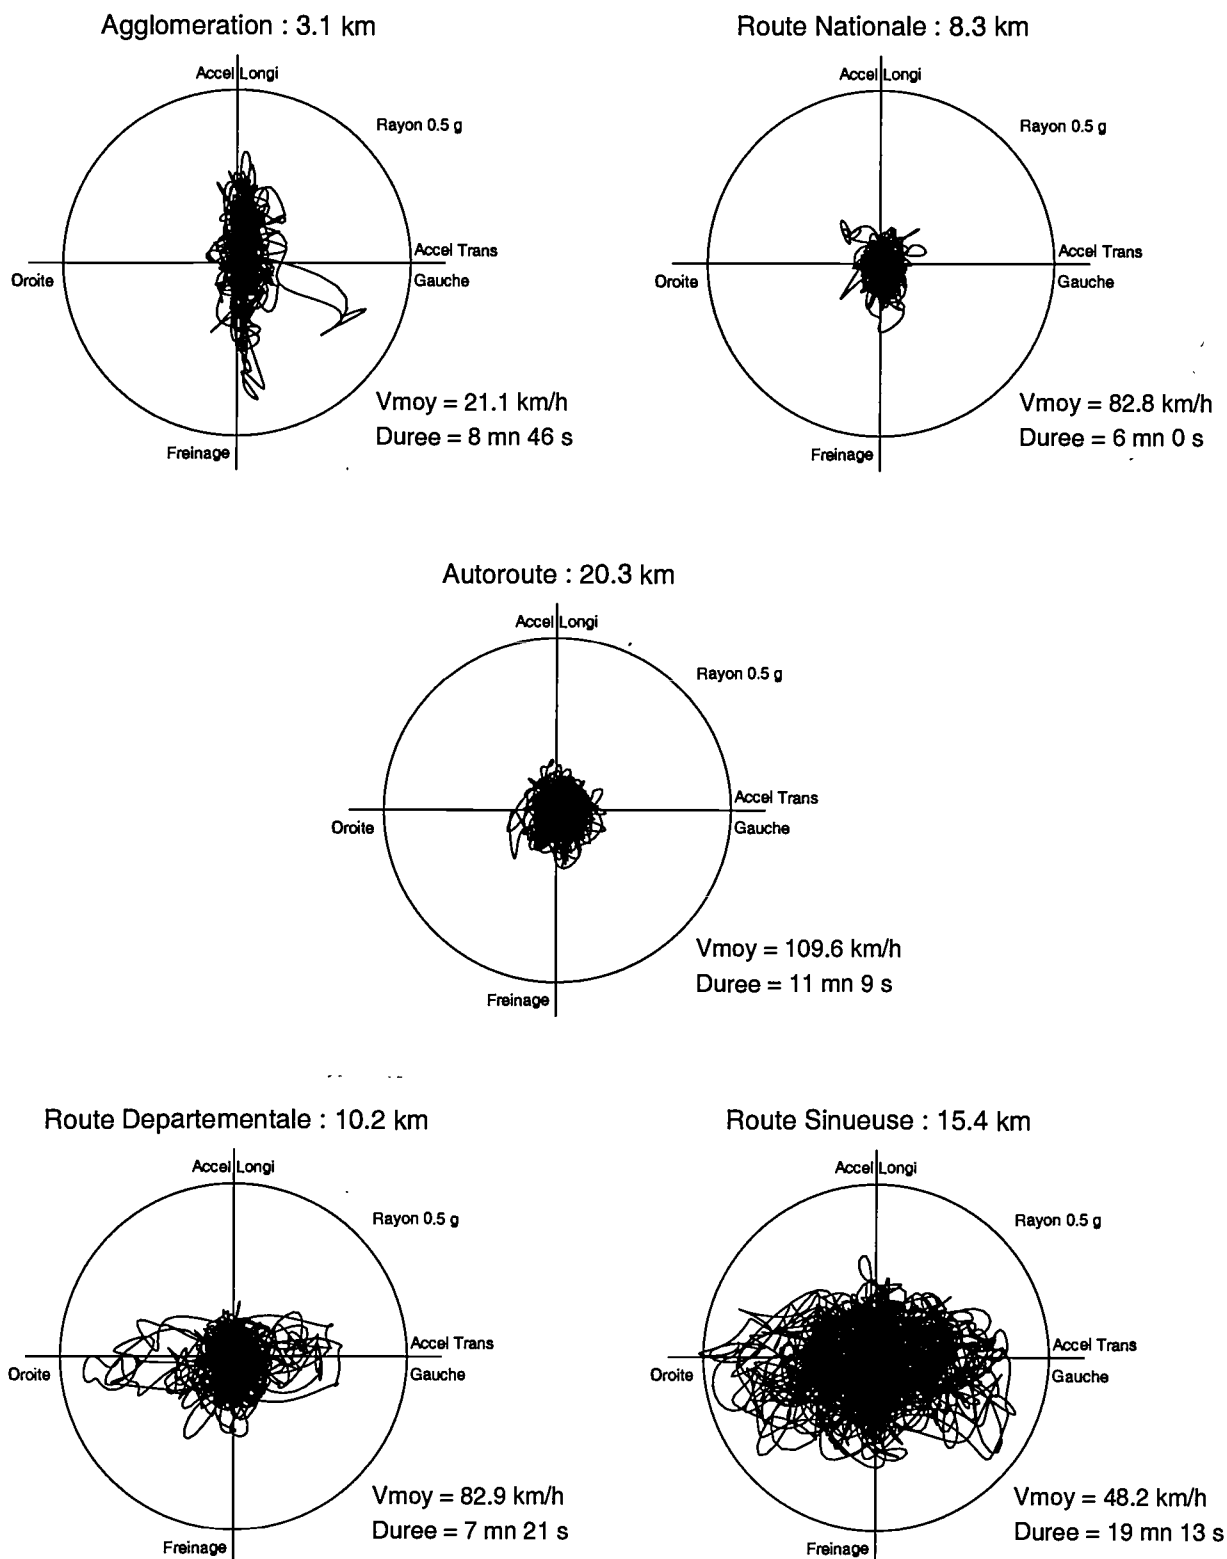 Agglomeration : 3.1 km
Accel Longi
Rayon 0.5 g
Accel Trans
Oroite
Gauche
Vmoy = 21.1 km/h
Duree = 8 mn 46 s
Freinage
Route Nationale : 8.3 km
Accel Longi
Rayon 0.5 g
Accel Trans
Oroite
Gauche
Vmoy = 82.8 km/h
Duree = 6 mn 0 s
Freinage
Autoroute : 20.3 km
Accel Longi
Rayon 0.5 g
Accel Trans
Oroite
Gauche
Vmoy = 109.6 km/h
Duree = 11 mn 9 s
Freinage
Route Departementale : 10.2 km
Accel Longi
Rayon 0.5 g
Accel Trans
Oroite
Gauche
Vmoy = 82.9 km/h
Duree = 7 mn 21 s
Freinage
Route Sinueuse : 15.4 km
Accel Longi
Rayon 0.5 g
Accel Trans
Oroite
Gauche
Vmoy = 48.2 km/h
Duree = 19 mn 13 s
Freinage